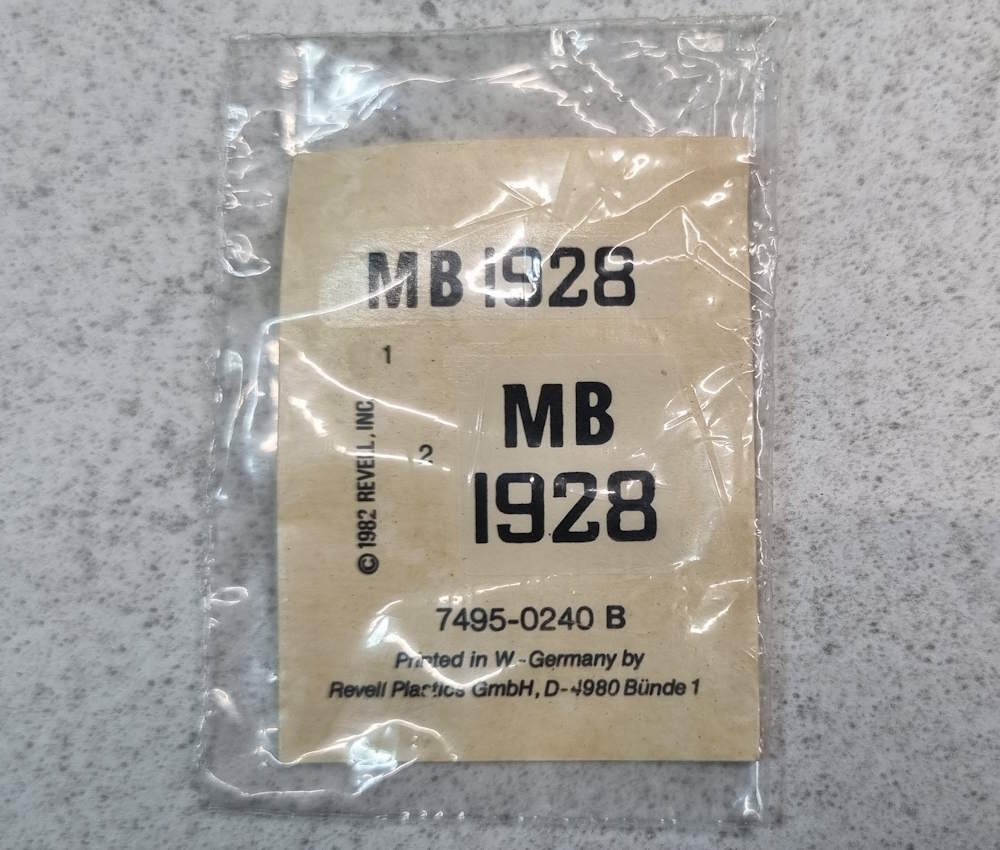 MB 1928
1
MB
1928
2
© 1982 REVELL, INC.
7495-0240 B
Printed in W-Germany by
Revell Plastics GmbH, D-4980 Bünde 1